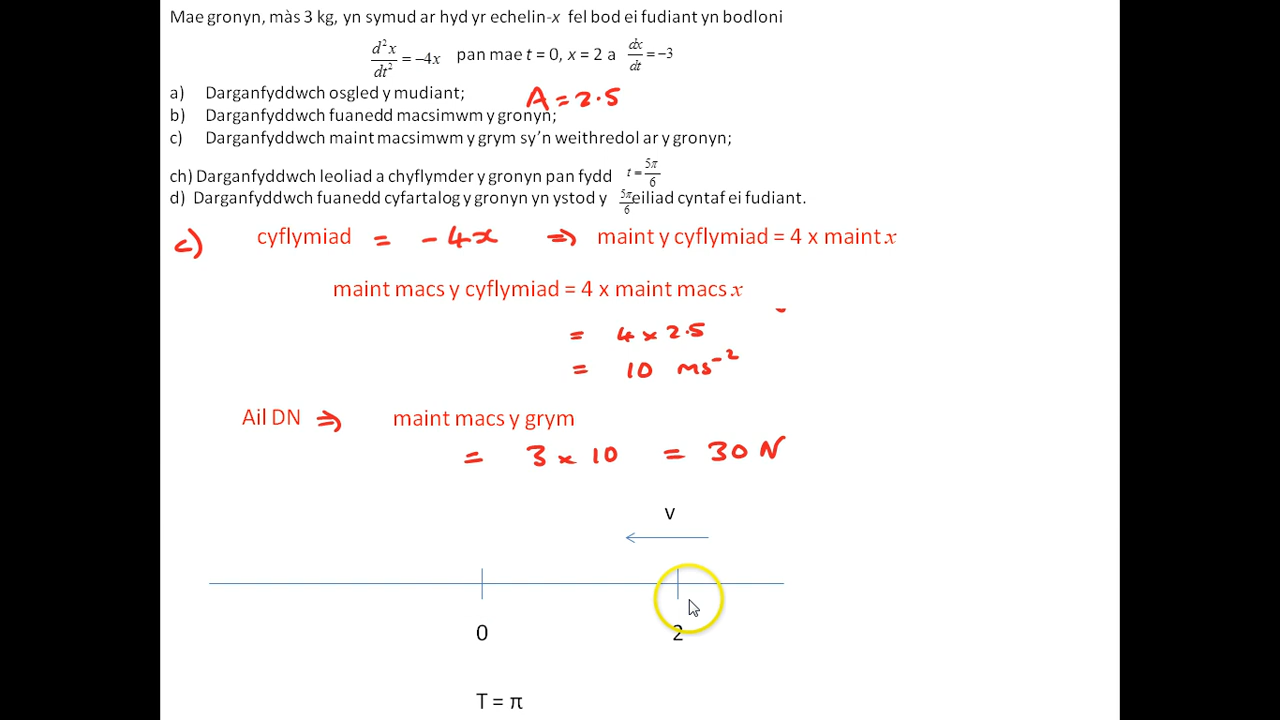 Mae gronyn, màs 3 kg, yn symud ar hyd yr echelin-x fel bod ei fudiant yn bodloni
d²x/dt² = –4x pan mae t = 0, x = 2 a dx/dt = –3
a) Darganfyddwch osgled y mudiant; A = 2.5
b) Darganfyddwch fuanedd macsimwm y gronyn;
c) Darganfyddwch maint macsimwm y grym sy'n weithredol ar y gronyn;
ch) Darganfyddwch leoliad a chyflymder y gronyn pan fydd t = 5π/6
d) Darganfyddwch fuanedd cyfartalog y gronyn yn ystod y 5π/6 eiliad cyntaf ei fudiant.
c) cyflymiad = – 4x ⇒ maint y cyflymiad = 4 x maint x
maint macs y cyflymiad = 4 x maint macs x
= 4 x 2.5
= 10 ms⁻²
Ail DN ⇒ maint macs y grym
= 3 x 10 = 30 N
v
0 2
T = π